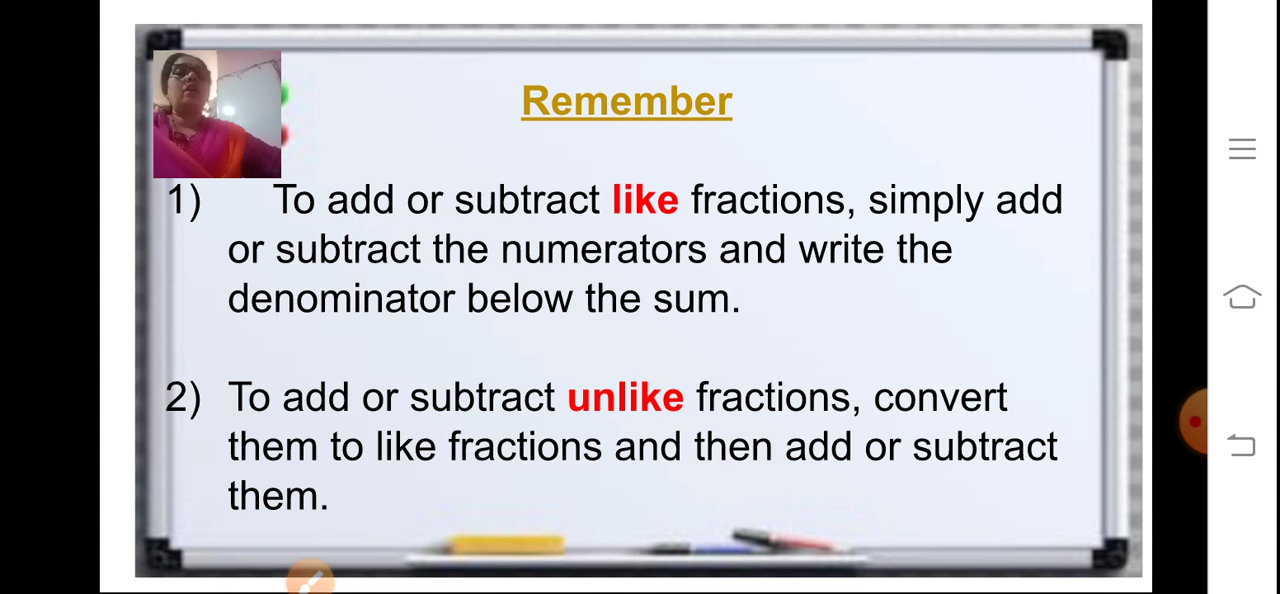 Remember
1) To add or subtract like fractions, simply add
or subtract the numerators and write the
denominator below the sum.
2) To add or subtract unlike fractions, convert
them to like fractions and then add or subtract
them.